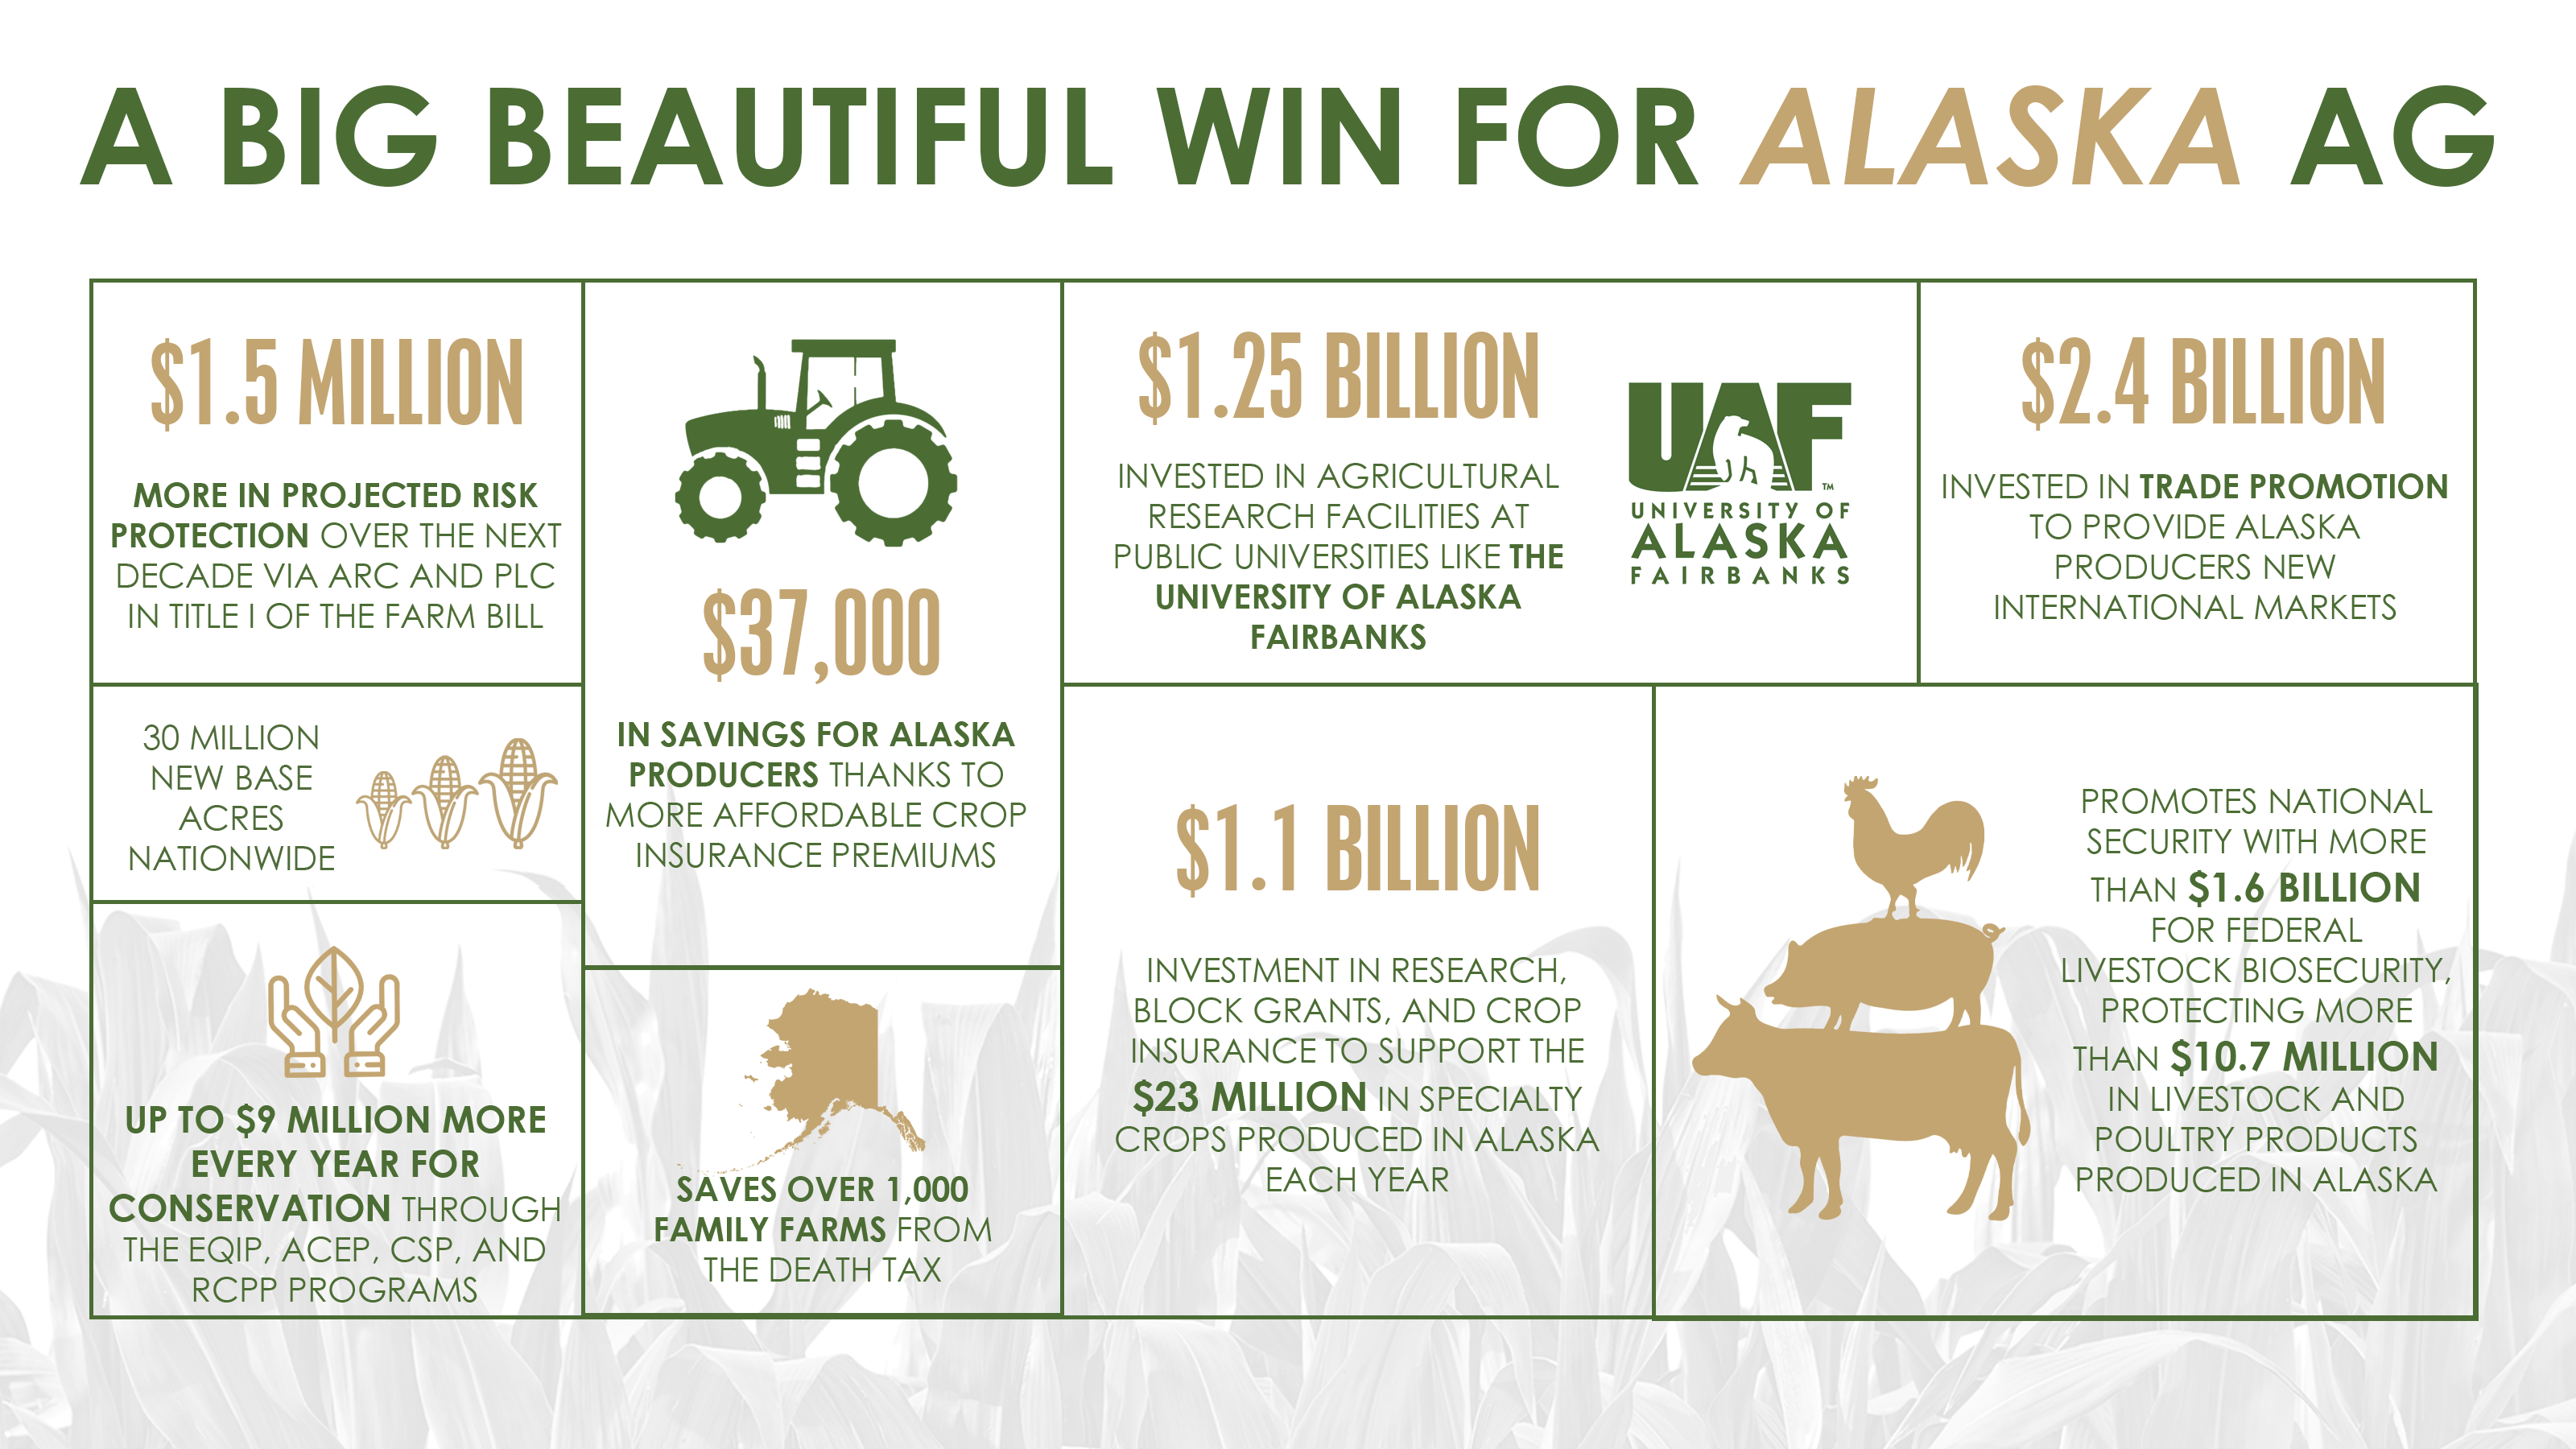 A BIG BEAUTIFUL WIN FOR ALASKA AG
$1.5 MILLION
MORE IN PROJECTED RISK
PROTECTION OVER THE NEXT
DECADE VIA ARC AND PLC
IN TITLE I OF THE FARM BILL
30 MILLION
NEW BASE
ACRES
NATIONWIDE
UP TO $9 MILLION MORE
EVERY YEAR FOR
CONSERVATION THROUGH
THE EQIP, ACEP, CSP, AND
RCPP PROGRAMS
$37,000
IN SAVINGS FOR ALASKA
PRODUCERS THANKS TO
MORE AFFORDABLE CROP
INSURANCE PREMIUMS
SAVES OVER 1,000
FAMILY FARMS FROM
THE DEATH TAX
$1.25 BILLION
INVESTED IN AGRICULTURAL
RESEARCH FACILITIES AT
PUBLIC UNIVERSITIES LIKE THE
UNIVERSITY OF ALASKA
FAIRBANKS
UAF
TM
UNIVERSITY OF
ALASKA
FAIRBANKS
$2.4 BILLION
INVESTED IN TRADE PROMOTION
TO PROVIDE ALASKA
PRODUCERS NEW
INTERNATIONAL MARKETS
$1.1 BILLION
INVESTMENT IN RESEARCH,
BLOCK GRANTS, AND CROP
INSURANCE TO SUPPORT THE
$23 MILLION IN SPECIALTY
CROPS PRODUCED IN ALASKA
EACH YEAR
PROMOTES NATIONAL
SECURITY WITH MORE
THAN $1.6 BILLION
FOR FEDERAL
LIVESTOCK BIOSECURITY,
PROTECTING MORE
THAN $10.7 MILLION
IN LIVESTOCK AND
POULTRY PRODUCTS
PRODUCED IN ALASKA